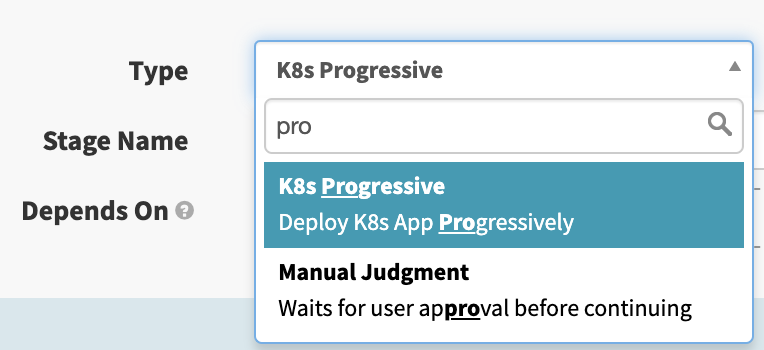 Type
K8s Progressive
pro
Stage Name
K8s Progressive
Deploy K8s App Progressively
Depends On ?
Manual Judgment
Waits for user approval before continuing